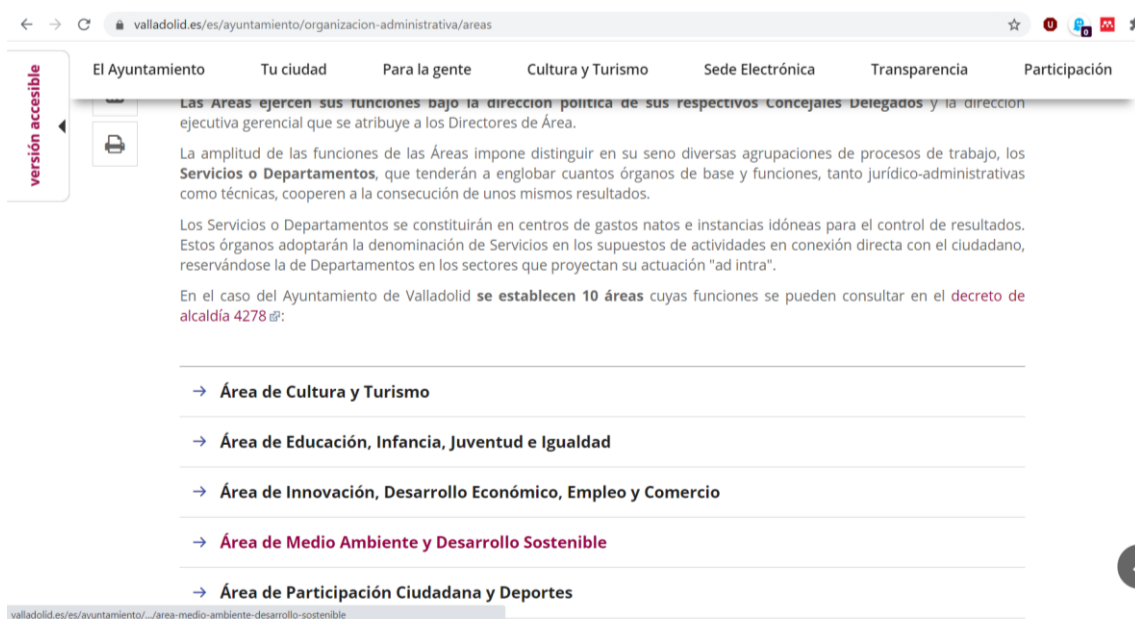 valladolid.es/es/ayuntamiento/organizacion-administrativa/areas
versión accesible
El Ayuntamiento Tu ciudad Para la gente Cultura y Turismo Sede Electrónica Transparencia Participación
Las Áreas ejercen sus funciones bajo la dirección política de sus respectivos Concejales Delegados y la dirección
ejecutiva gerencial que se atribuye a los Directores de Área.
La amplitud de las funciones de las Áreas impone distinguir en su seno diversas agrupaciones de procesos de trabajo, los
Servicios o Departamentos, que tenderán a englobar cuantos órganos de base y funciones, tanto jurídico-administrativas
como técnicas, cooperen a la consecución de unos mismos resultados.
Los Servicios o Departamentos se constituirán en centros de gastos natos e instancias idóneas para el control de resultados.
Estos órganos adoptarán la denominación de Servicios en los supuestos de actividades en conexión directa con el ciudadano,
reservándose la de Departamentos en los sectores que proyectan su actuación "ad intra".
En el caso del Ayuntamiento de Valladolid se establecen 10 áreas cuyas funciones se pueden consultar en el decreto de
alcaldía 4278:
Área de Cultura y Turismo
Área de Educación, Infancia, Juventud e Igualdad
Área de Innovación, Desarrollo Económico, Empleo y Comercio
Área de Medio Ambiente y Desarrollo Sostenible
Área de Participación Ciudadana y Deportes
valladolid.es/es/ayuntamiento/.../area-medio-ambiente-desarrollo-sostenible